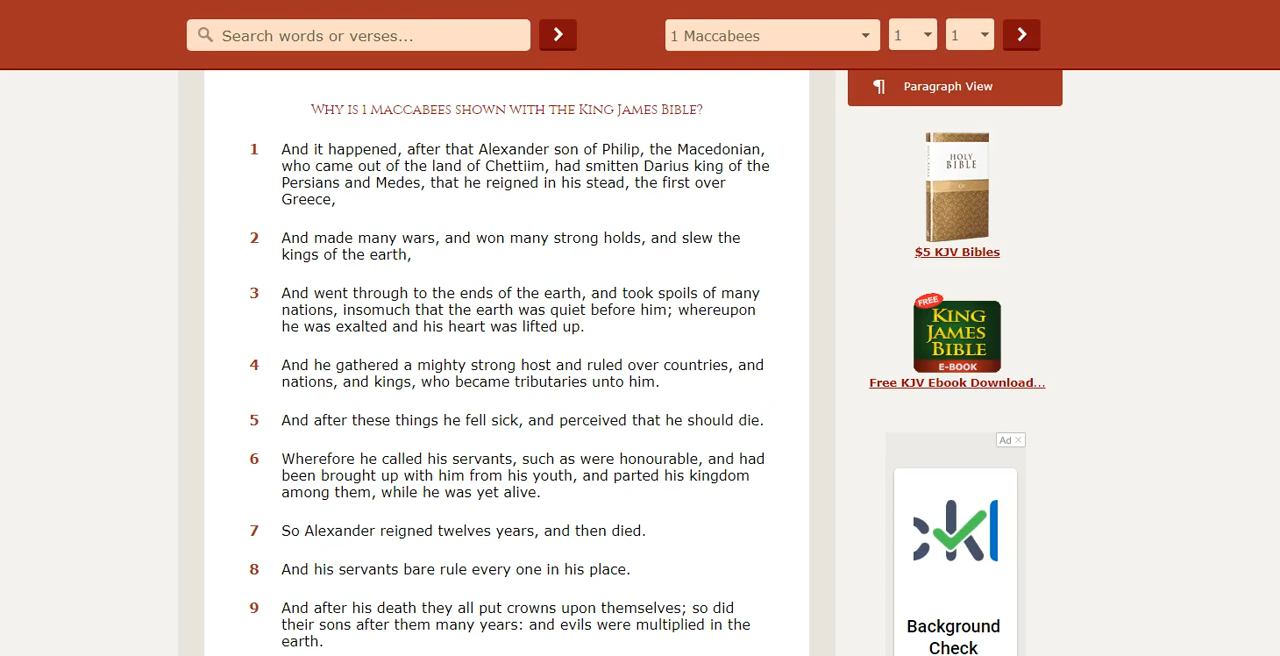 Search words or verses...
1 Maccabees
1
1
Why is 1 Maccabees shown with the King James Bible?
1 And it happened, after that Alexander son of Philip, the Macedonian,
who came out of the land of Chettiim, had smitten Darius king of the
Persians and Medes, that he reigned in his stead, the first over
Greece,
2 And made many wars, and won many strong holds, and slew the
kings of the earth,
3 And went through to the ends of the earth, and took spoils of many
nations, insomuch that the earth was quiet before him; whereupon
he was exalted and his heart was lifted up.
4 And he gathered a mighty strong host and ruled over countries, and
nations, and kings, who became tributaries unto him.
5 And after these things he fell sick, and perceived that he should die.
6 Wherefore he called his servants, such as were honourable, and had
been brought up with him from his youth, and parted his kingdom
among them, while he was yet alive.
7 So Alexander reigned twelves years, and then died.
8 And his servants bare rule every one in his place.
9 And after his death they all put crowns upon themselves; so did
their sons after them many years: and evils were multiplied in the
earth.
¶ Paragraph View
HOLY
BIBLE
$5 KJV Bibles
FREE
KING
JAMES
BIBLE
E-BOOK
Free KJV Ebook Download...
Ad
Background
Check